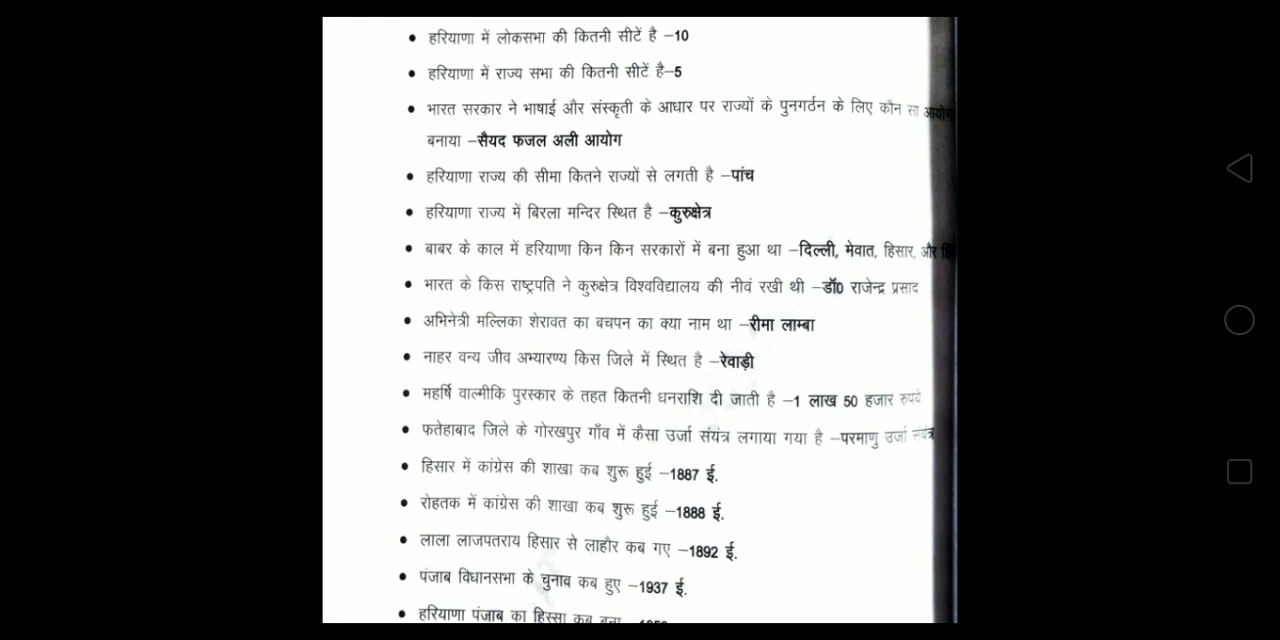 हरियाणा में लोकसभा की कितनी सीटें है –10
हरियाणा में राज्य सभा की कितनी सीटें है–5
भारत सरकार ने भाषाई और संस्कृती के आधार पर राज्यों के पुनगर्ठन के लिए कौन सा आयोग
बनाया –सैयद फजल अली आयोग
हरियाणा राज्य की सीमा कितने राज्यों से लगती है –पांच
हरियाणा राज्य में बिरला मन्दिर स्थित है –कुरुक्षेत्र
बाबर के काल में हरियाणा किन किन सरकारों में बना हुआ था –दिल्ली, मेवात, हिसार, और
भारत के किस राष्ट्रपति ने कुरुक्षेत्र विश्वविद्यालय की नीवं रखी थी –डॉ0 राजेन्द्र प्रसाद
अभिनेत्री मल्लिका शेरावत का बचपन का क्या नाम था –रीमा लाम्बा
नाहर वन्य जीव अभ्यारण्य किस जिले में स्थित है –रेवाड़ी
महर्षि वाल्मीकि पुरस्कार के तहत कितनी धनराशि दी जाती है –1 लाख 50 हजार रुपये
फतेहाबाद जिले के गोरखपुर गाँव में कैसा उर्जा संयंत्र लगाया गया है –परमाणु उर्जा संयंत्र
हिसार में कांग्रेस की शाखा कब शुरू हुई –1887 ई.
रोहतक में कांग्रेस की शाखा कब शुरू हुई –1888 ई.
लाला लाजपतराय हिसार से लाहौर कब गए –1892 ई.
पंजाब विधानसभा के चुनाव कब हुए –1937 ई.
हरियाणा पंजाब का हिस्सा कब बना